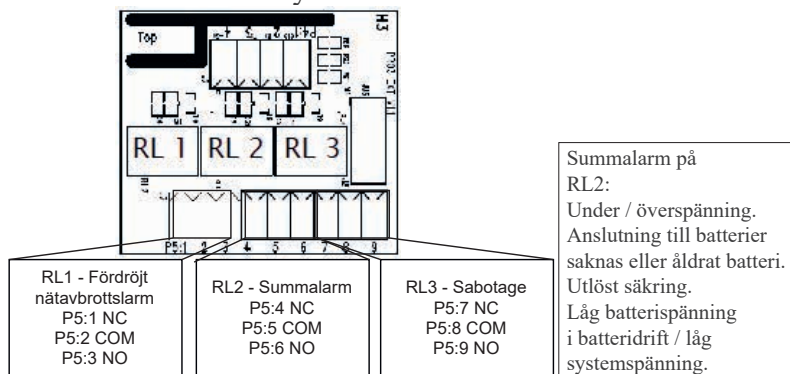 Top
H3
RL 1
RL 2
RL 3
P5:1 2 3 4 5 6 7 8 9
RL1 - Fördröjt
nätavbrottslarm
P5:1 NC
P5:2 COM
P5:3 NO
RL2 - Summalarm
P5:4 NC
P5:5 COM
P5:6 NO
RL3 - Sabotage
P5:7 NC
P5:8 COM
P5:9 NO
Summalarm på
RL2:
Under / överspänning.
Anslutning till batterier
saknas eller åldrat batteri.
Utlöst säkring.
Låg batterispänning
i batteridrift / låg
systemspänning.